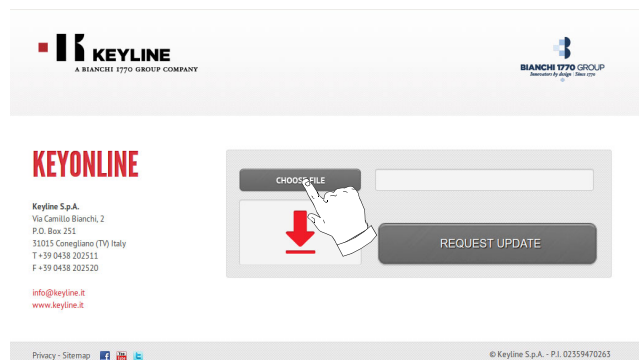 KEYLINE
A BIANCHI 1770 GROUP COMPANY
BIANCHI 1770 GROUP
Innovators by design | Since 1770
KEYONLINE
Keyline S.p.A.
Via Camillo Bianchi, 2
P.O. Box 251
31015 Conegliano (TV) Italy
T +39 0438 202511
F +39 0438 202520
info@keyline.it
www.keyline.it
CHOOSE FILE
REQUEST UPDATE
Privacy - Sitemap
© Keyline S.p.A. - P.I. 02359470263